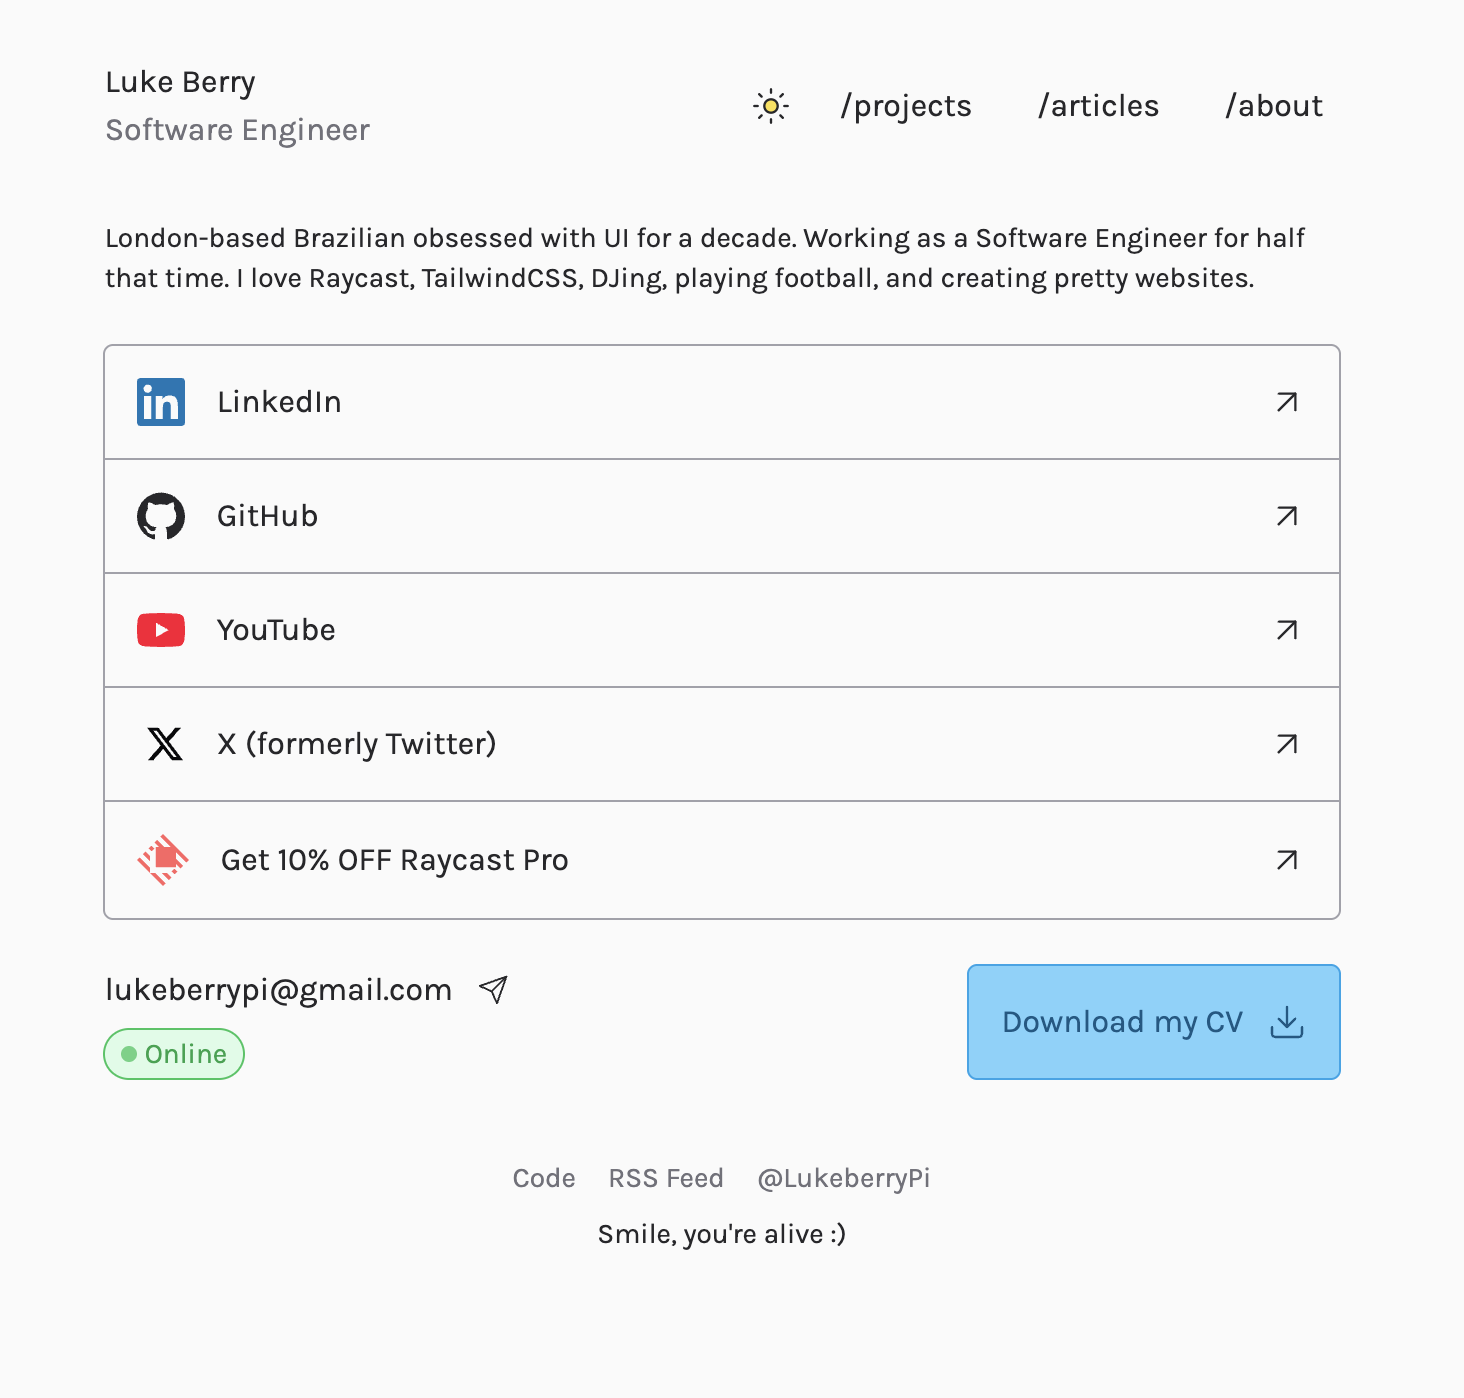 Luke Berry
Software Engineer
/projects /articles /about
London-based Brazilian obsessed with UI for a decade. Working as a Software Engineer for half
that time. I love Raycast, TailwindCSS, DJing, playing football, and creating pretty websites.
in LinkedIn
GitHub
YouTube
X (formerly Twitter)
Get 10% OFF Raycast Pro
lukeberrypi@gmail.com
Online
Download my CV
Code RSS Feed @LukeberryPi
Smile, you're alive :)